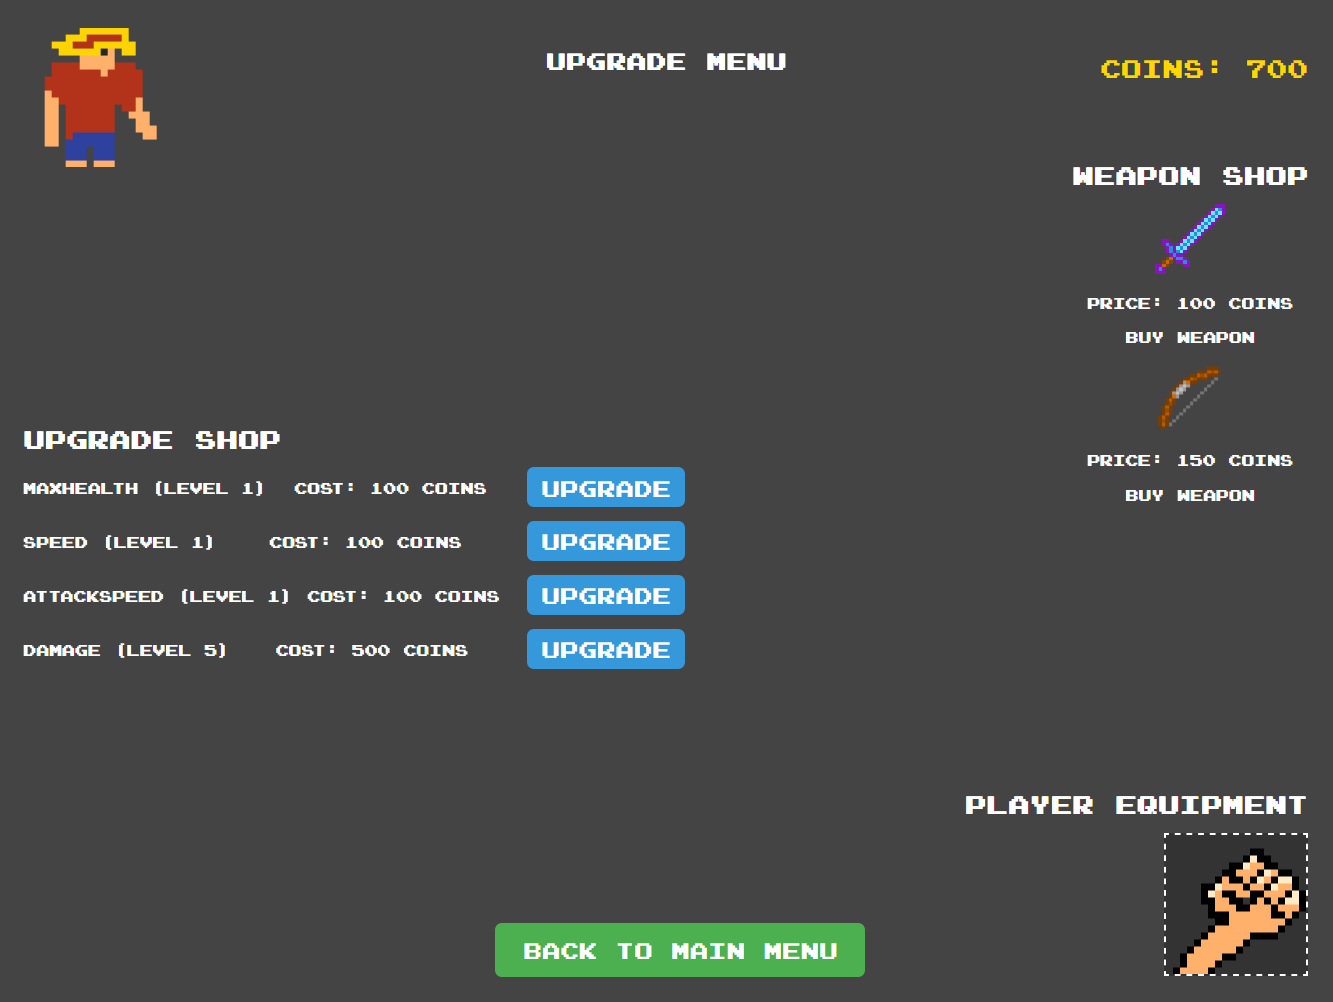 UPGRADE MENU
COINS: 700
WEAPON SHOP
PRICE: 100 COINS
BUY WEAPON
PRICE: 150 COINS
BUY WEAPON
UPGRADE SHOP
MAXHEALTH (LEVEL 1) COST: 100 COINS UPGRADE
SPEED (LEVEL 1) COST: 100 COINS UPGRADE
ATTACKSPEED (LEVEL 1) COST: 100 COINS UPGRADE
DAMAGE (LEVEL 5) COST: 500 COINS UPGRADE
PLAYER EQUIPMENT
BACK TO MAIN MENU